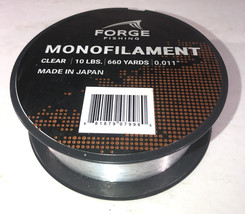 FORGE
FISHING
MONOFILAMENT
CLEAR | 10 LBS. | 660 YARDS | 0.011"
MADE IN JAPAN